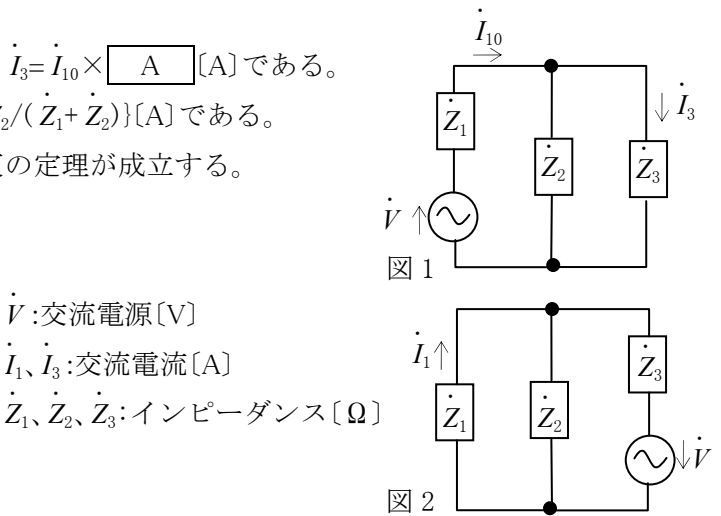 İ₃=İ₁₀×[ A ]〔A〕である。
₂/(Ż₁+Ż₂)}〔A〕である。
の定理が成立する。
V̇:交流電源〔V〕
İ₁、İ₃:交流電流〔A〕
Ż₁、Ż₂、Ż₃:インピーダンス〔Ω〕
İ₁₀
Ż₁
Ż₂
Ż₃
İ₃
V̇
図 1
İ₁
Ż₁
Ż₂
Ż₃
V̇
図 2